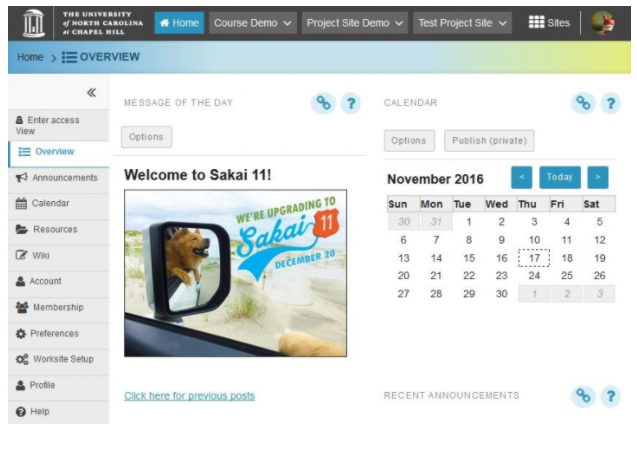 THE UNIVERSITY
of NORTH CAROLINA
at CHAPEL HILL
Home
Course Demo
Project Site Demo
Test Project Site
Sites
Home > OVERVIEW
Enter access
View
Overview
Announcements
Calendar
Resources
Wiki
Account
Membership
Preferences
Worksite Setup
Profile
Help
MESSAGE OF THE DAY
?
Options
Welcome to Sakai 11!
WE'RE UPGRADING TO
Sakai 11
DECEMBER 20
Click here for previous posts
CALENDAR
?
Options
Publish (private)
November 2016
<
Today
>
Sun Mon Tue Wed Thu Fri Sat
30 31 1 2 3 4 5
6 7 8 9 10 11 12
13 14 15 16 17 18 19
20 21 22 23 24 25 26
27 28 29 30 1 2 3
RECENT ANNOUNCEMENTS
?